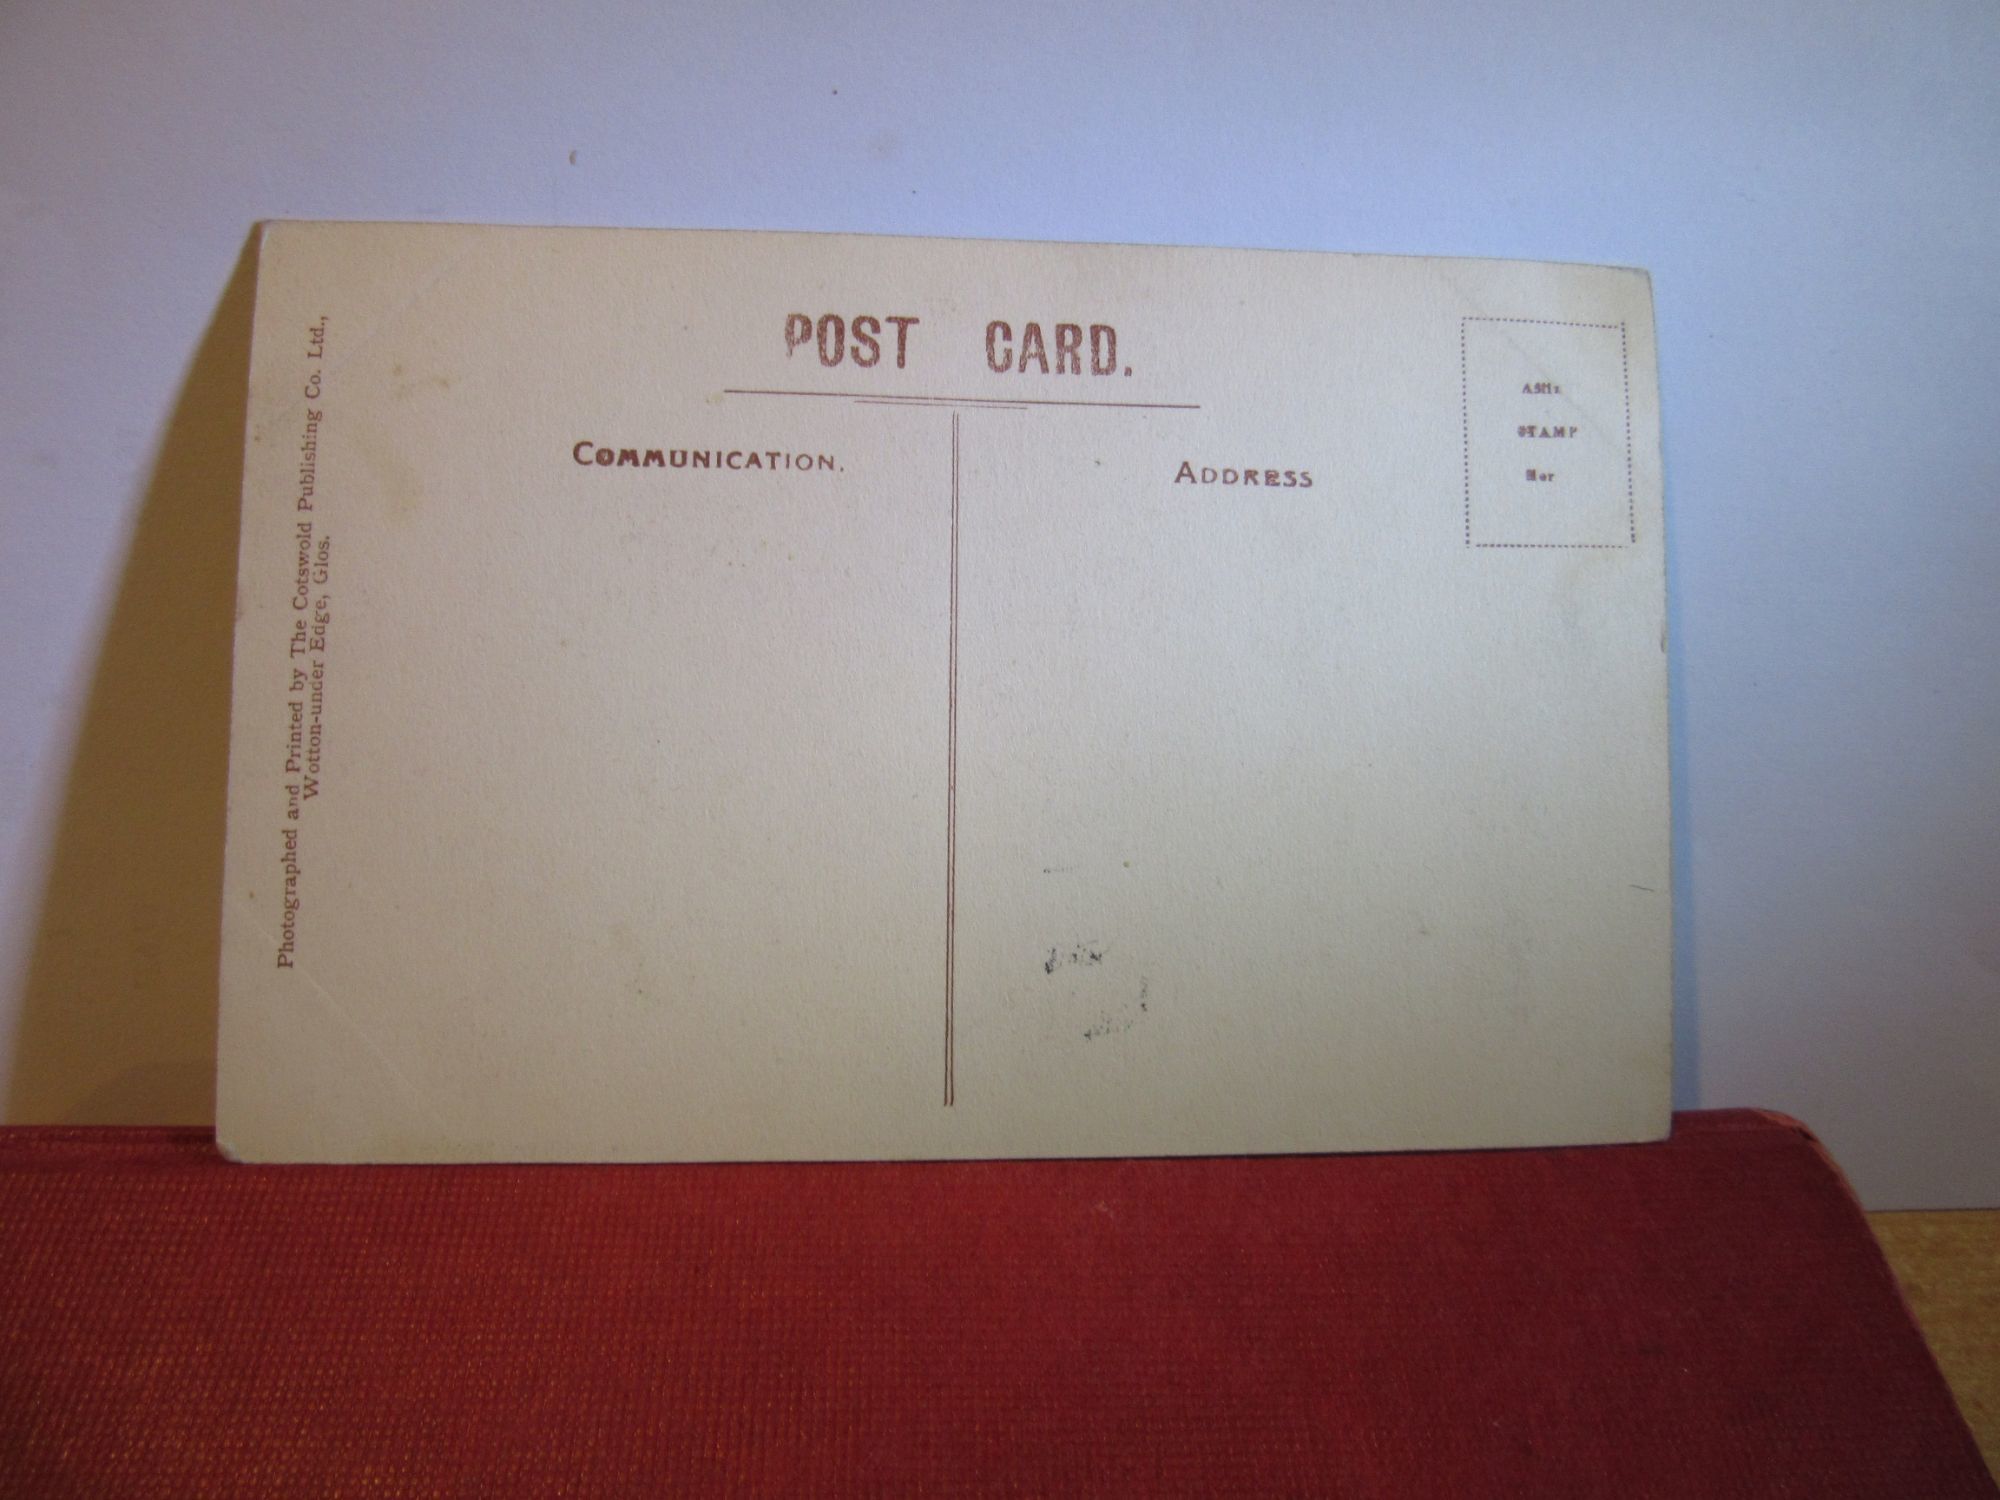 POST CARD.
COMMUNICATION.
ADDRESS
STAMP
Photographed and Printed by The Cotswold Publishing Co. Ltd.,
Wotton-under Edge, Glos.